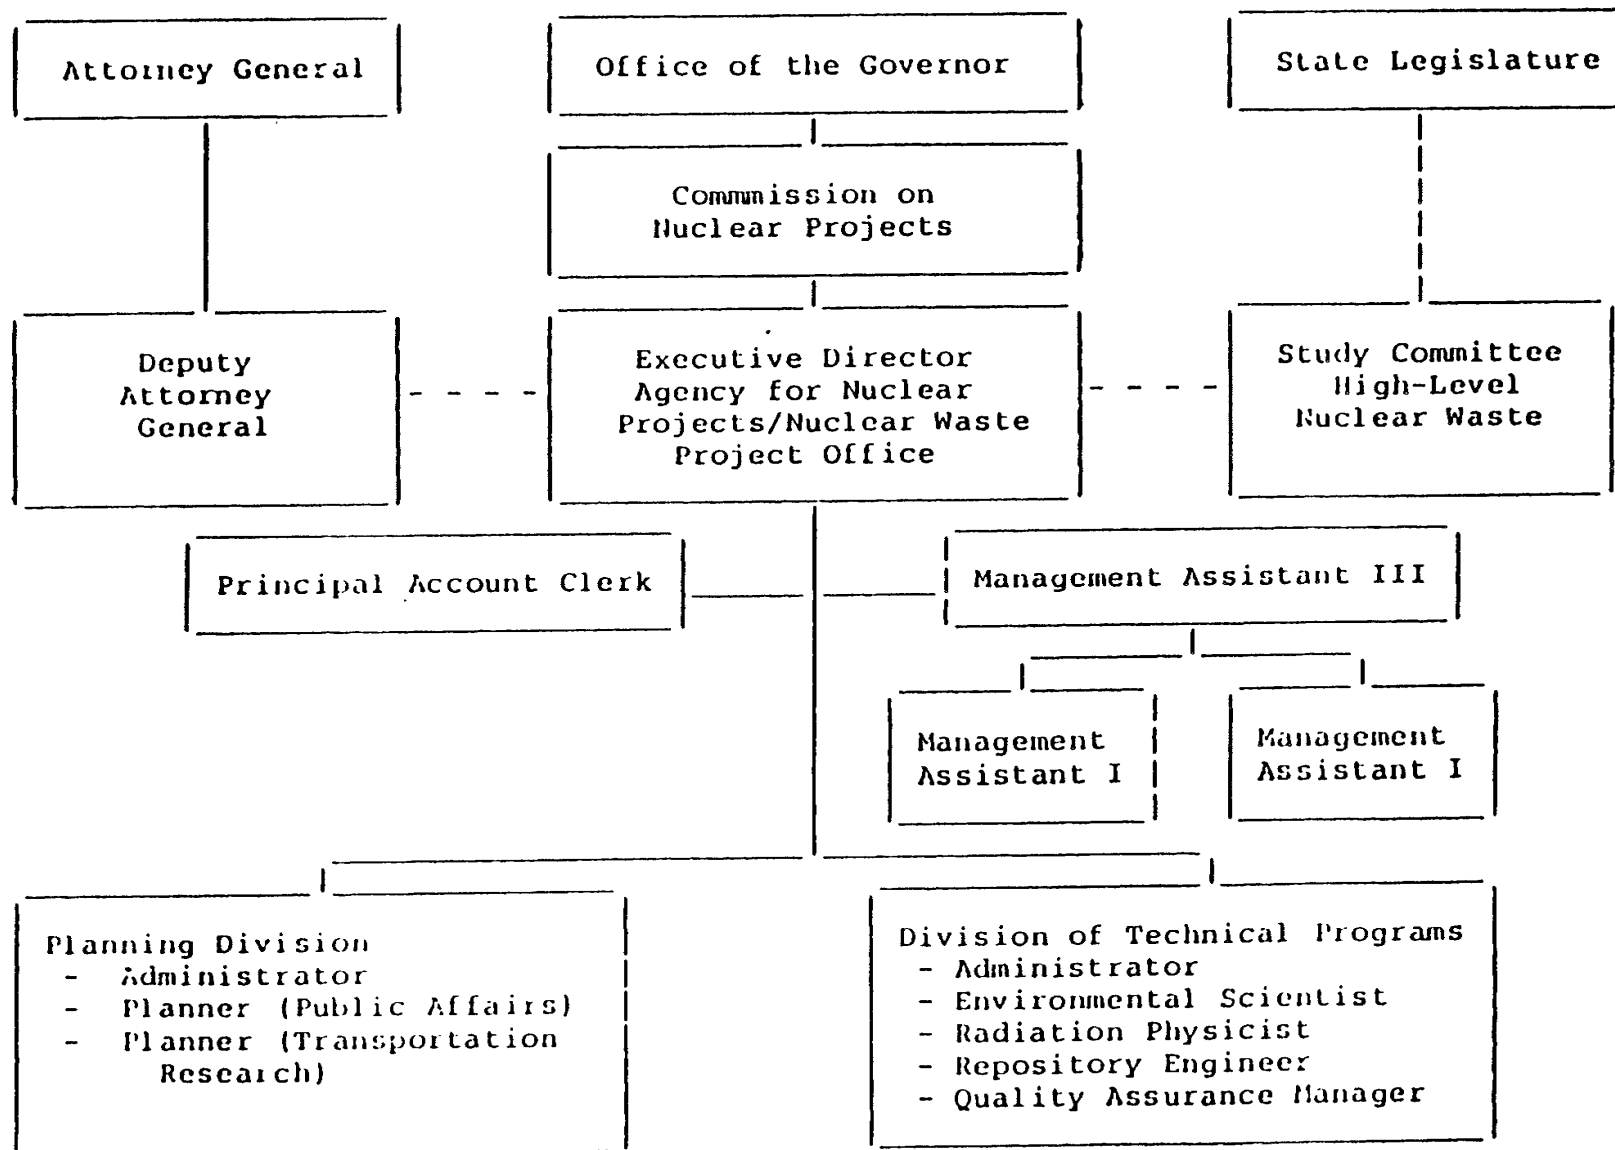 Attorney General
Office of the Governor
State Legislature
Commmission on
Nuclear Projects
Deputy
Attorney
General
Executive Director
Agency for Nuclear
Projects/Nuclear Waste
Project Office
Study Committee
High-Level
Nuclear Waste
Principal Account Clerk
Management Assistant III
Management
Assistant I
Management
Assistant I
Planning Division
- Administrator
- Planner (Public Affairs)
- Planner (Transportation
Research)
Division of Technical Programs
- Administrator
- Environmental Scientist
- Radiation Physicist
- Repository Engineer
- Quality Assurance Manager